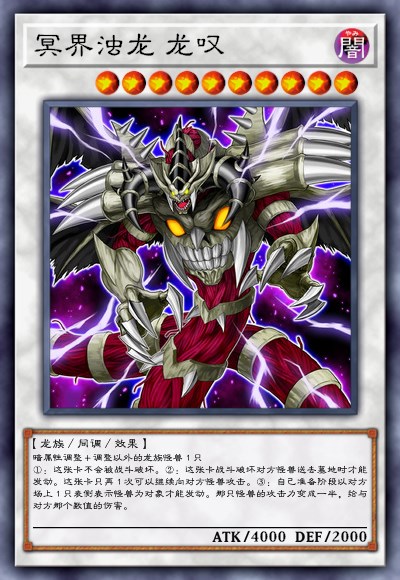 冥界浊龙 龙叹
やみ
闇
【龙族／同调／效果】
暗属性调整＋调整以外的龙族怪兽1只
①：这张卡不会被战斗破坏。②：这张卡战斗破坏对方怪兽送去墓地时才能
发动。这张卡只再1次可以继续向对方怪兽攻击。③：自己准备阶段以对方
场上1只表侧表示怪兽为对象才能发动。那只怪兽的攻击力变成一半，给与
对方那个数值的伤害。
ATK/4000 DEF/2000